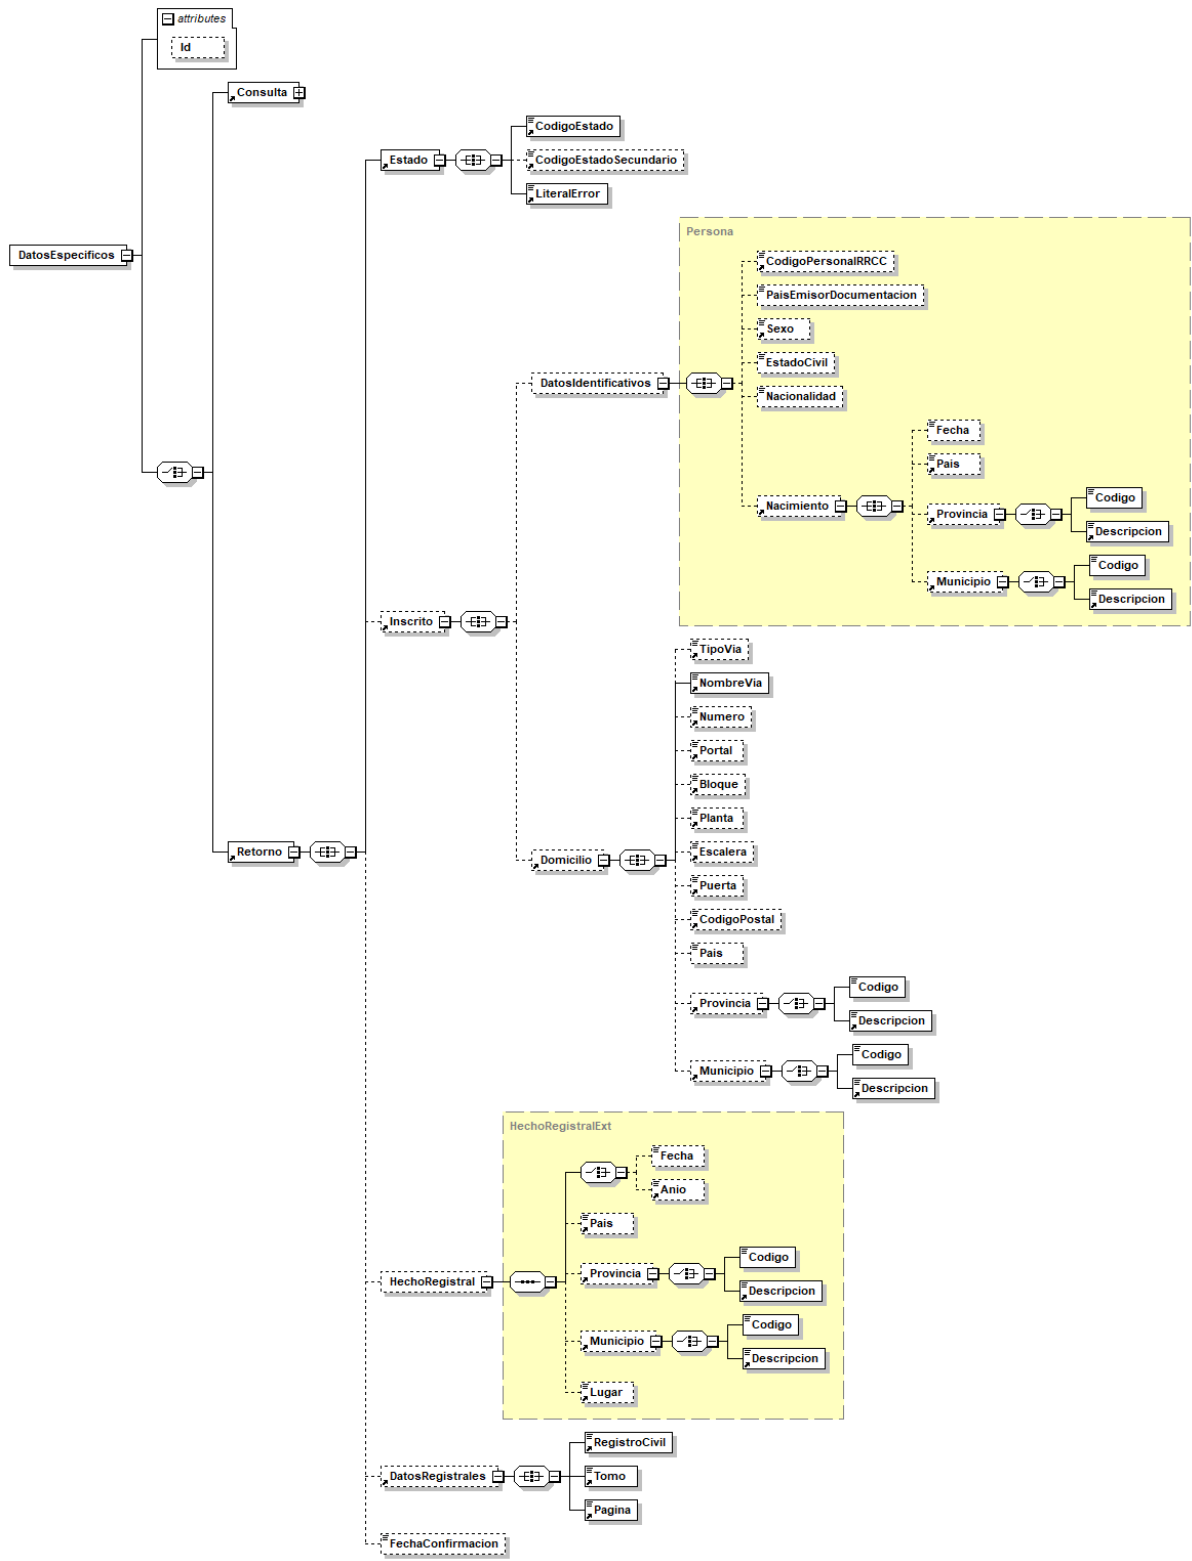 attributes
Id
Consulta
CodigoEstado
Estado
CodigoEstadoSecundario
LiteralError
Persona
DatosEspecificos
CodigoPersonalRRCC
PaisEmisorDocumentacion
Sexo
EstadoCivil
DatosIdentificativos
Nacionalidad
Fecha
Pais
Codigo
Nacimiento
Provincia
Descripcion
Codigo
Municipio
Descripcion
Inscrito
TipoVia
NombreVia
Numero
Portal
Bloque
Planta
Retorno
Escalera
Domicilio
Puerta
CodigoPostal
Pais
Codigo
Provincia
Descripcion
Codigo
Municipio
Descripcion
HechoRegistralExt
Fecha
Anio
Pais
Codigo
HechoRegistral
Provincia
Descripcion
Codigo
Municipio
Descripcion
Lugar
RegistroCivil
DatosRegistrales
Tomo
Pagina
FechaConfirmacion